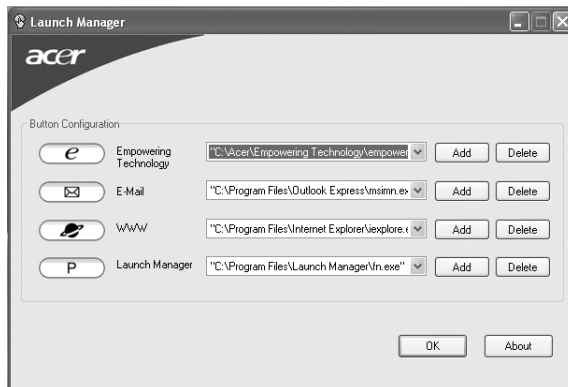 Launch Manager
acer
Button Configuration
e Empowering Technology "C:\Acer\Empowering Technology\empower Add Delete
E-Mail "C:\Program Files\Outlook Express\msimn.ex Add Delete
WWW "C:\Program Files\Internet Explorer\iexplore.e Add Delete
P Launch Manager "C:\Program Files\Launch Manager\fn.exe" Add Delete
OK About